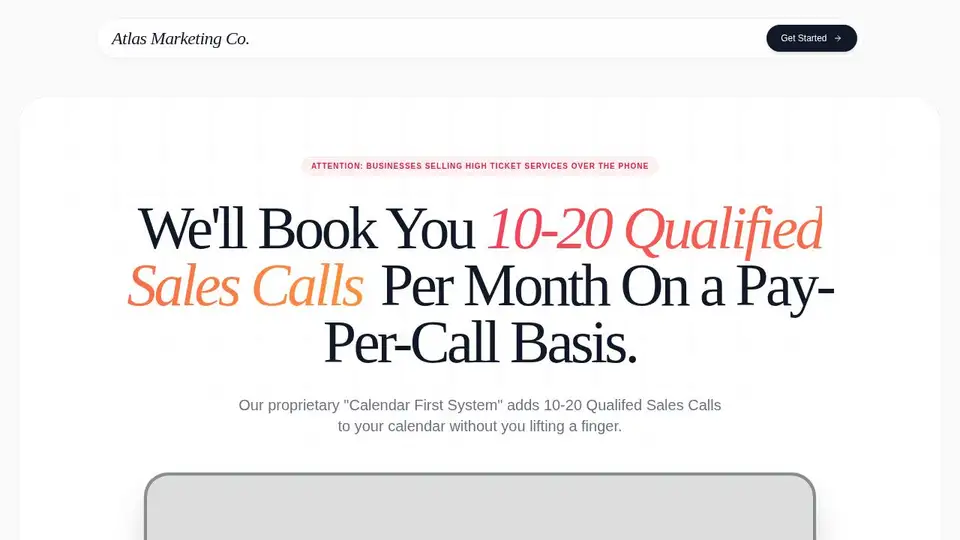 Atlas Marketing Co.
Get Started
ATTENTION: BUSINESSES SELLING HIGH TICKET SERVICES OVER THE PHONE
We'll Book You 10-20 Qualified
Sales Calls Per Month On a Pay-
Per-Call Basis.
Our proprietary "Calendar First System" adds 10-20 Qualifed Sales Calls
to your calendar without you lifting a finger.